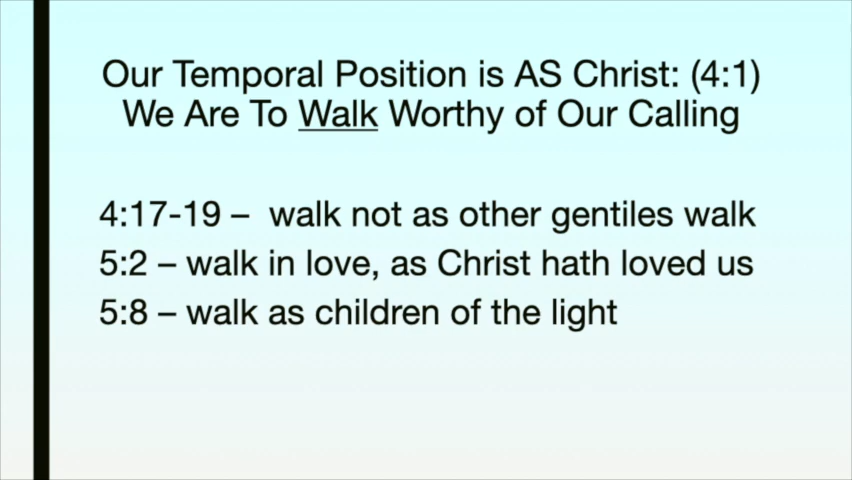 Our Temporal Position is AS Christ: (4:1)
We Are To Walk Worthy of Our Calling
4:17-19 – walk not as other gentiles walk
5:2 – walk in love, as Christ hath loved us
5:8 – walk as children of the light